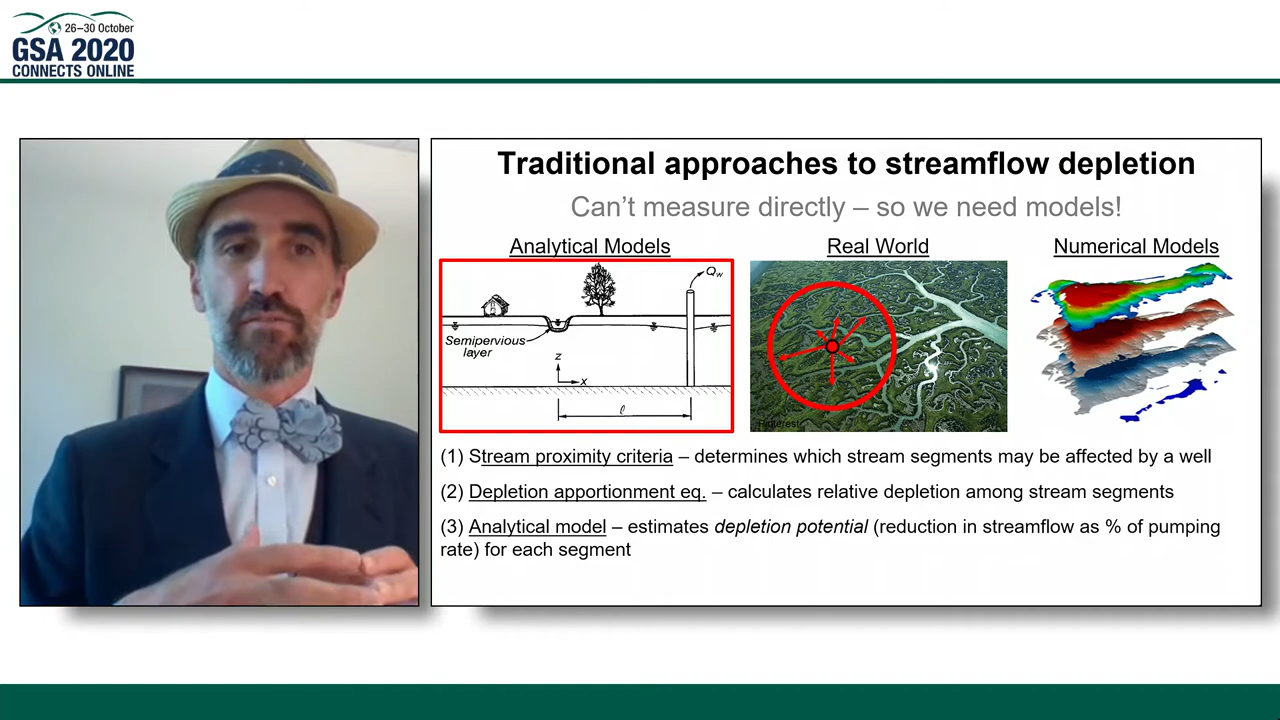 26–30 October
GSA 2020
CONNECTS ONLINE
Traditional approaches to streamflow depletion
Can't measure directly – so we need models!
Analytical Models
Real World
Numerical Models
Qw
Semipervious
layer
z
x
ℓ
Pinterest
(1) Stream proximity criteria – determines which stream segments may be affected by a well
(2) Depletion apportionment eq. – calculates relative depletion among stream segments
(3) Analytical model – estimates depletion potential (reduction in streamflow as % of pumping
rate) for each segment